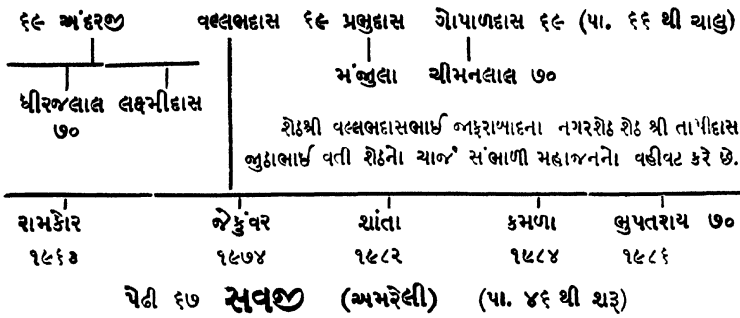 ૬૯ અંદરજી વલ્લભદાસ ૬૯ પ્રભુદાસ ગોપાળદાસ ૬૯ (પા. ૬૬ થી ચાલુ)
મંજુલા ચીમનલાલ ૭૦
ધીરજલાલ લક્ષ્મીદાસ
૭૦
શેઠશ્રી વલ્લભદાસભાઈ જાફરાબાદના નગરશેઠ શેઠ શ્રી તાપીદાસ
જુઠાભાઈ વતી શેઠનો ચાર્જ સંભાળી મહાજનનો વહીવટ કરે છે.
રામકોર જેકુંવર શાંતા કમળા ભુપતરાય ૭૦
૧૯૭૪ ૧૯૮૨ ૧૯૮૪ ૧૯૮૬
પેઢી ૬૭ સવજી (અમરેલી) (પા. ૪૬ થી શરૂ)